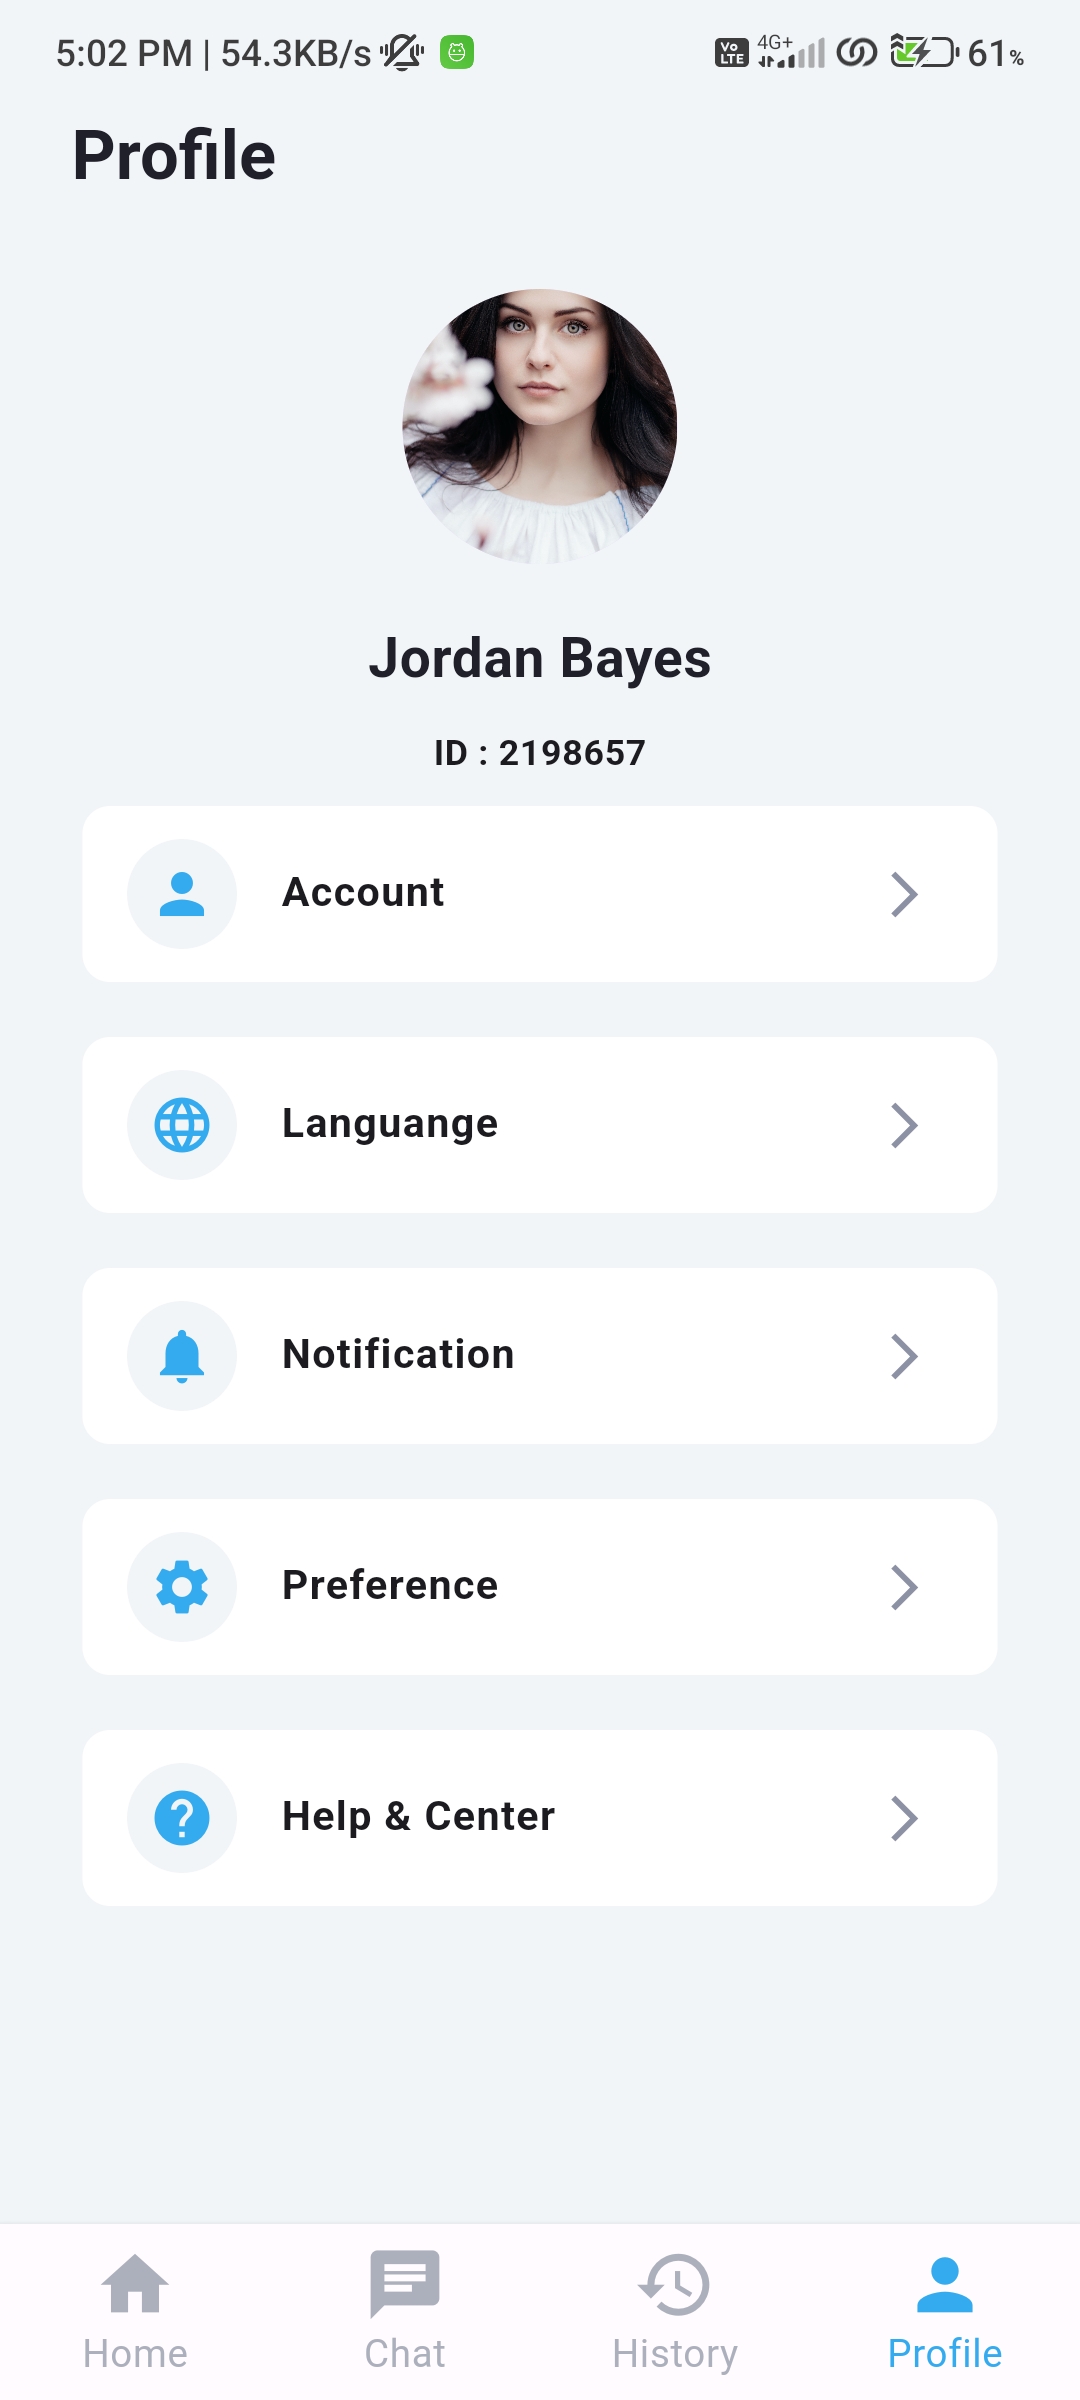 5:02 PM | 54.3KB/s Vo LTE 4G+ 61%
Profile
Jordan Bayes
ID : 2198657
Account
Languange
Notification
Preference
Help & Center
Home Chat History Profile